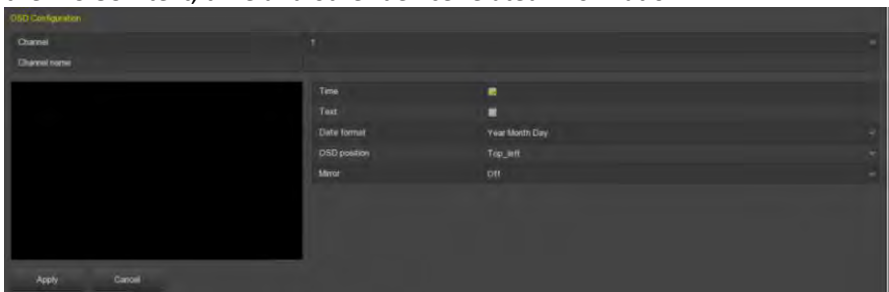 OSD Configuration
Channel 1
Channel name
Time
Text
Date format Year Month Day
OSD position Top_left
Mirror Off
Apply Cancel